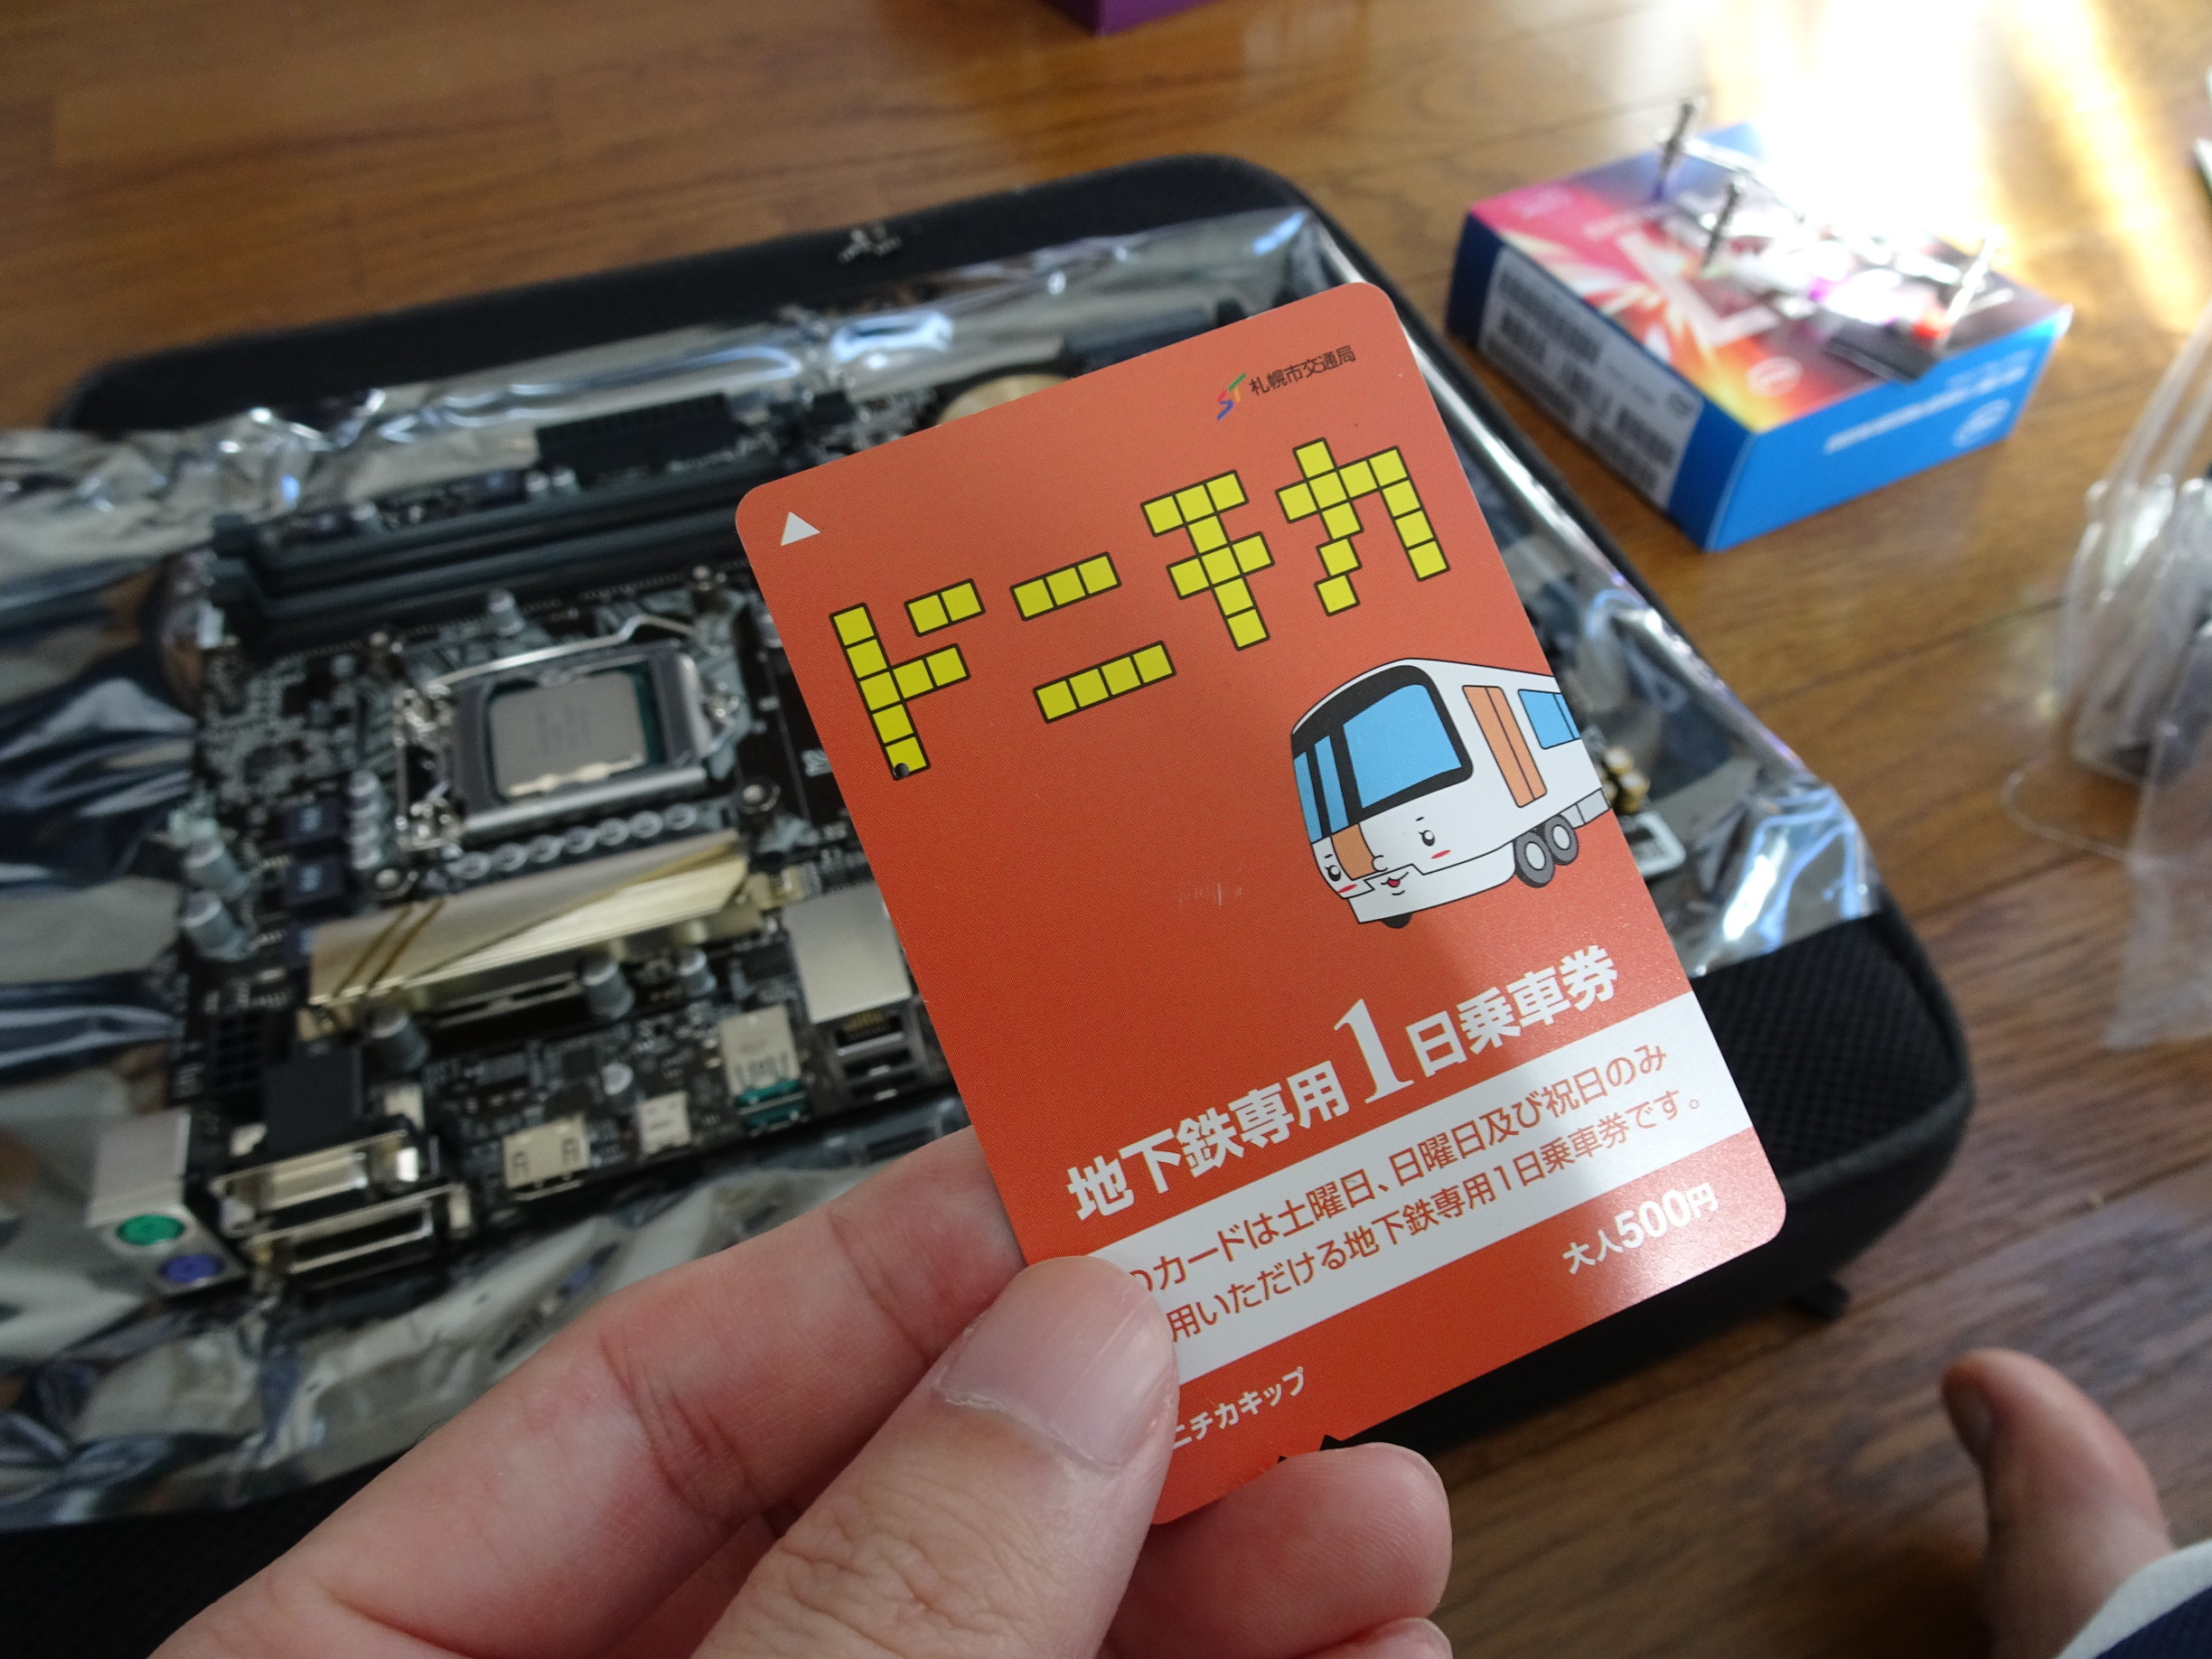 ST 札幌市交通局
ドニチカ
地下鉄専用1日乗車券
のカードは土曜日、日曜日及び祝日のみ
用いただける地下鉄専用1日乗車券です。
大人500円
ニチカキップ